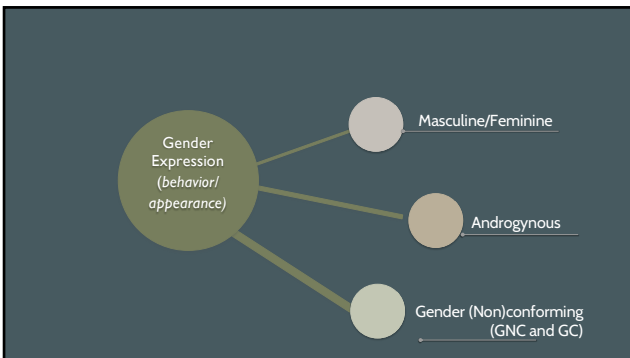 Gender
Expression
(behavior/
appearance)
Masculine/Feminine
Androgynous
Gender (Non)conforming
(GNC and GC)